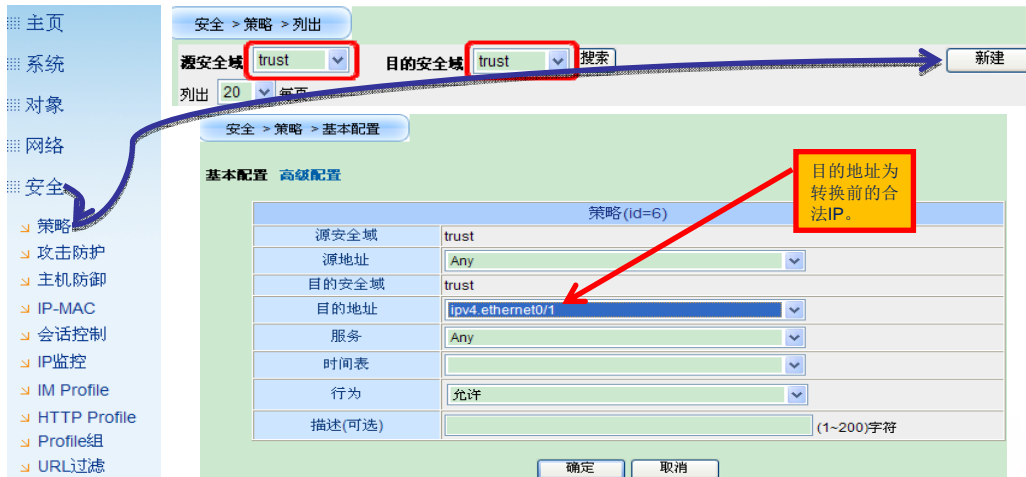 主页
系统
对象
网络
安全
策略
攻击防护
主机防御
IP-MAC
会话控制
IP监控
IM Profile
HTTP Profile
Profile组
URL过滤
安全 > 策略 > 列出
源安全域 trust 目的安全域 trust 搜索 新建
列出 20 每页
安全 > 策略 > 基本配置
基本配置 高级配置
目的地址为
转换前的合
法IP。
策略(id=6)
源安全域 trust
源地址 Any
目的安全域 trust
目的地址 ipv4.ethernet0/1
服务 Any
时间表
行为 允许
描述(可选) (1~200)字符
确定 取消